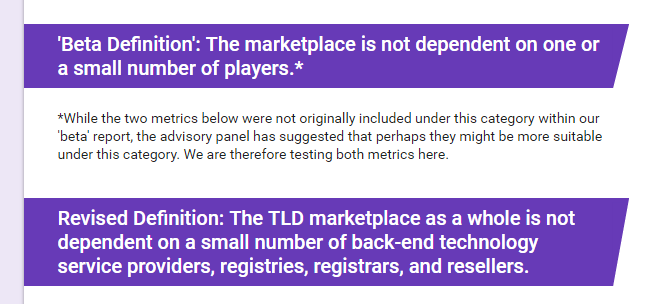 'Beta Definition': The marketplace is not dependent on one or
a small number of players.*
*While the two metrics below were not originally included under this category within our
'beta' report, the advisory panel has suggested that perhaps they might be more suitable
under this category. We are therefore testing both metrics here.
Revised Definition: The TLD marketplace as a whole is not
dependent on a small number of back-end technology
service providers, registries, registrars, and resellers.